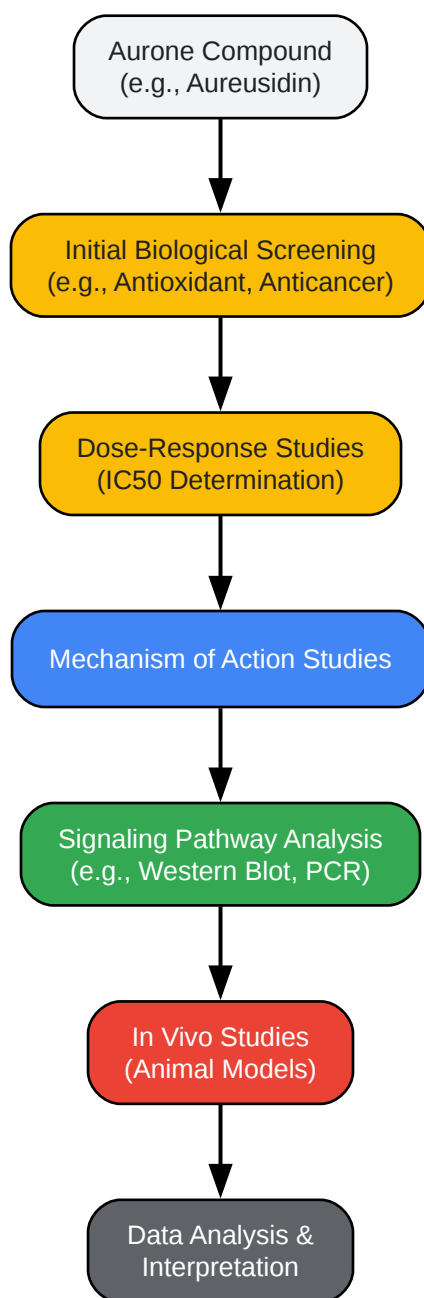 Aurone Compound
(e.g., Aureusidin)
Initial Biological Screening
(e.g., Antioxidant, Anticancer)
Dose-Response Studies
(IC50 Determination)
Mechanism of Action Studies
Signaling Pathway Analysis
(e.g., Western Blot, PCR)
In Vivo Studies
(Animal Models)
Data Analysis &
Interpretation